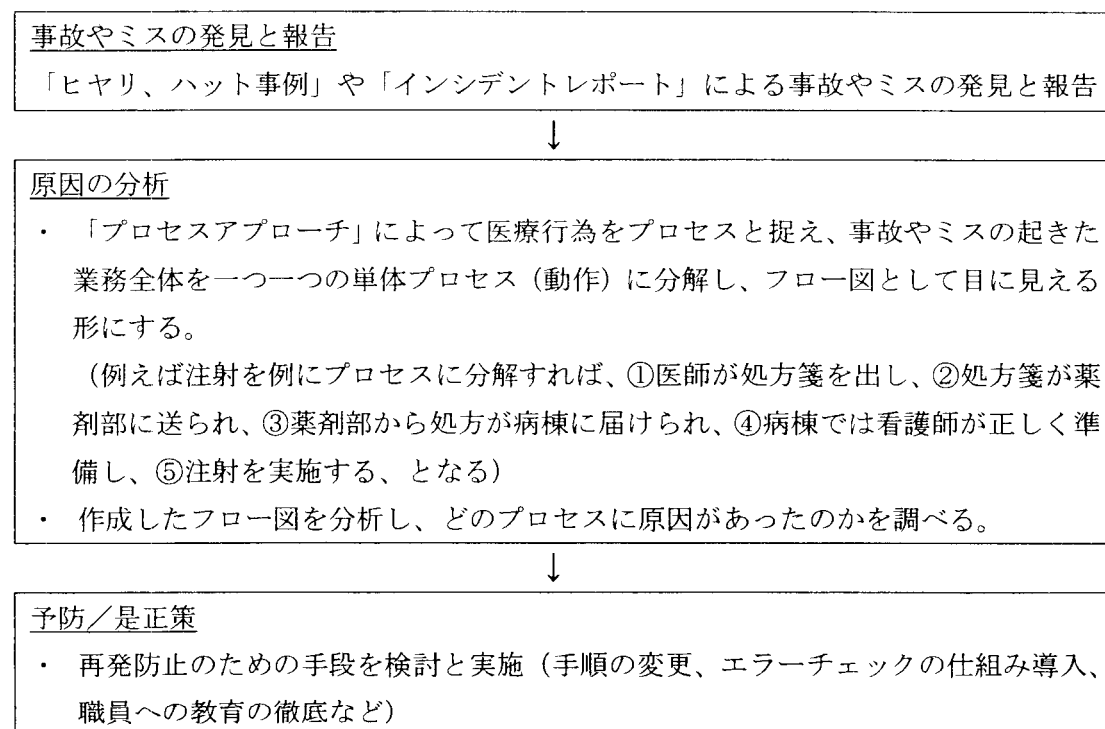 事故やミスの発見と報告
「ヒヤリ、ハット事例」や「インシデントレポート」による事故やミスの発見と報告
↓
原因の分析
・ 「プロセスアプローチ」によって医療行為をプロセスと捉え、事故やミスの起きた
業務全体を一つ一つの単体プロセス（動作）に分解し、フロー図として目に見える
形にする。
（例えば注射を例にプロセスに分解すれば、①医師が処方箋を出し、②処方箋が薬
剤部に送られ、③薬剤部から処方が病棟に届けられ、④病棟では看護師が正しく準
備し、⑤注射を実施する、となる）
・ 作成したフロー図を分析し、どのプロセスに原因があったのかを調べる。
↓
予防／是正策
・ 再発防止のための手段を検討と実施（手順の変更、エラーチェックの仕組み導入、
職員への教育の徹底など）